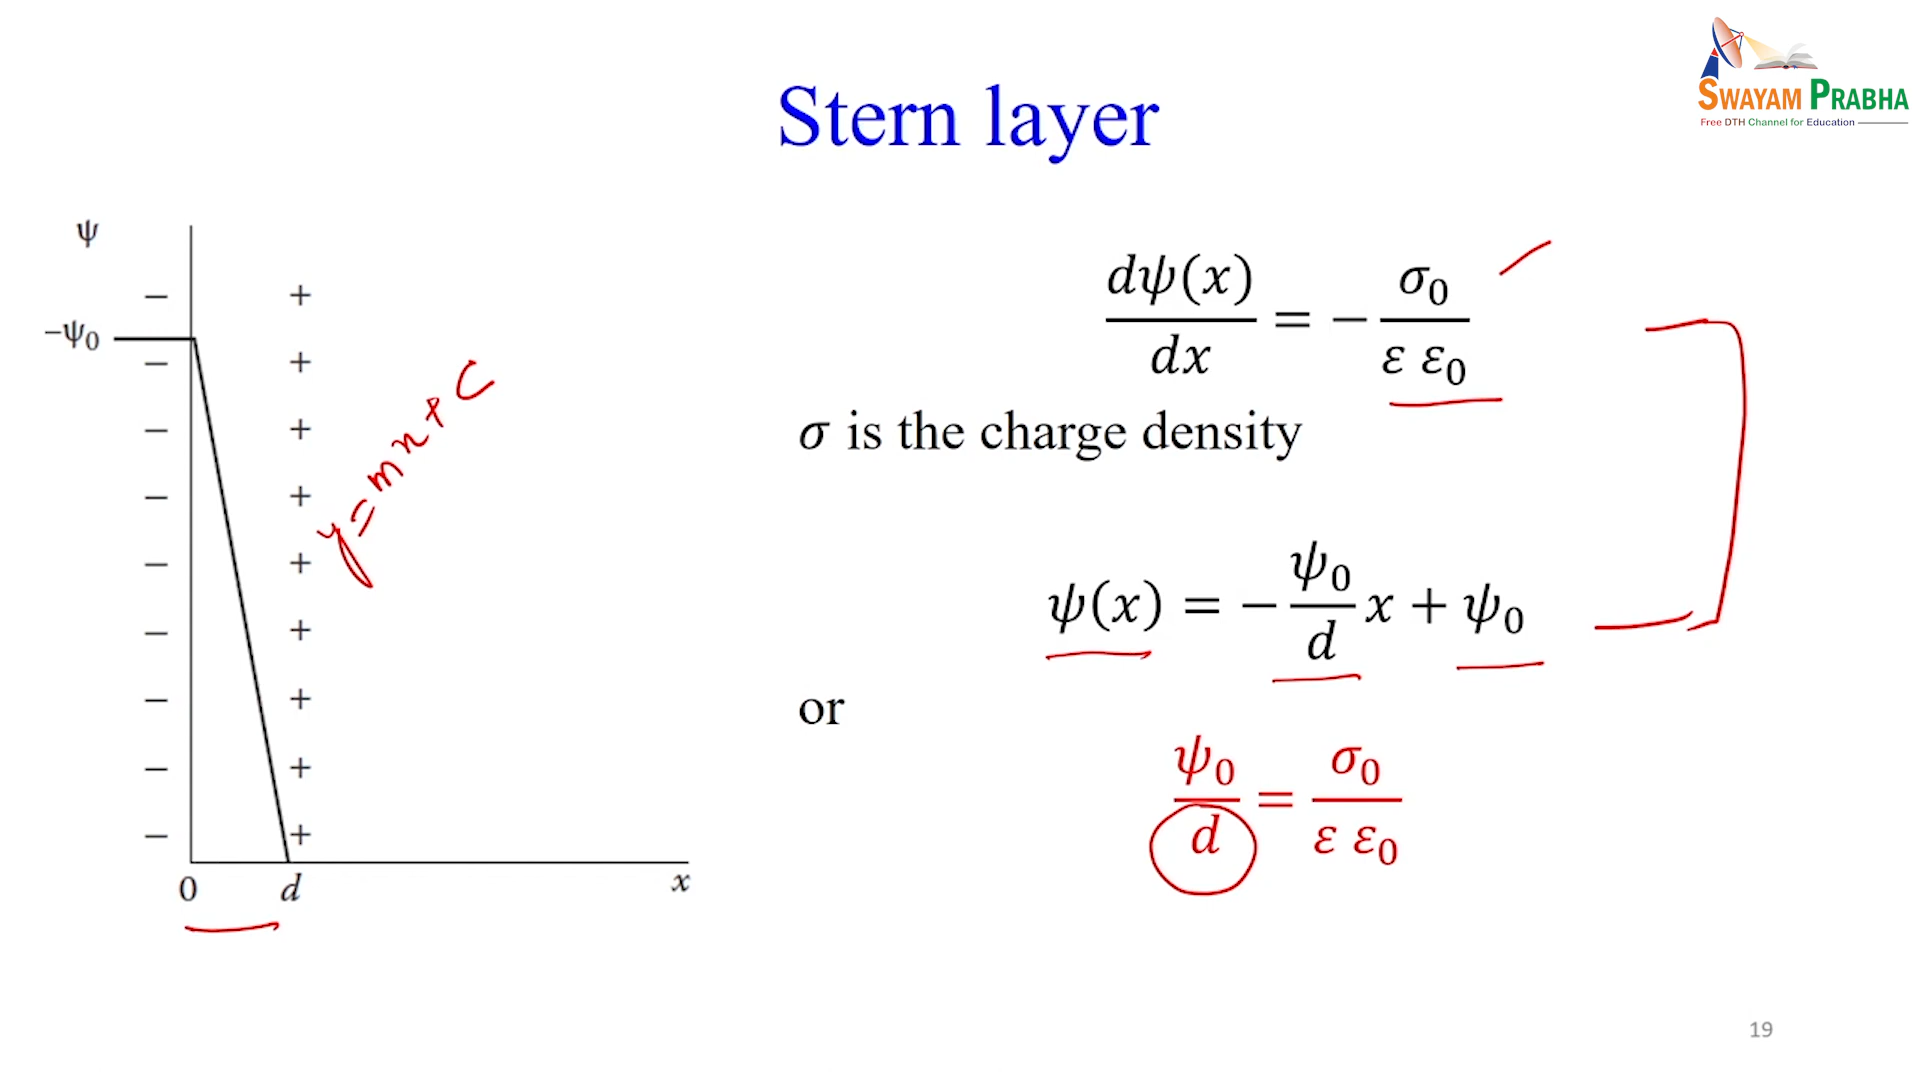 SWAYAM PRABHA
Free DTH Channel for Education
Stern layer
ψ
−ψ₀
0 d x
y = mx + C
dψ(x)/dx = − σ₀/(ε ε₀)
σ is the charge density
ψ(x) = − (ψ₀/d) x + ψ₀
or
ψ₀/d = σ₀/(ε ε₀)
19